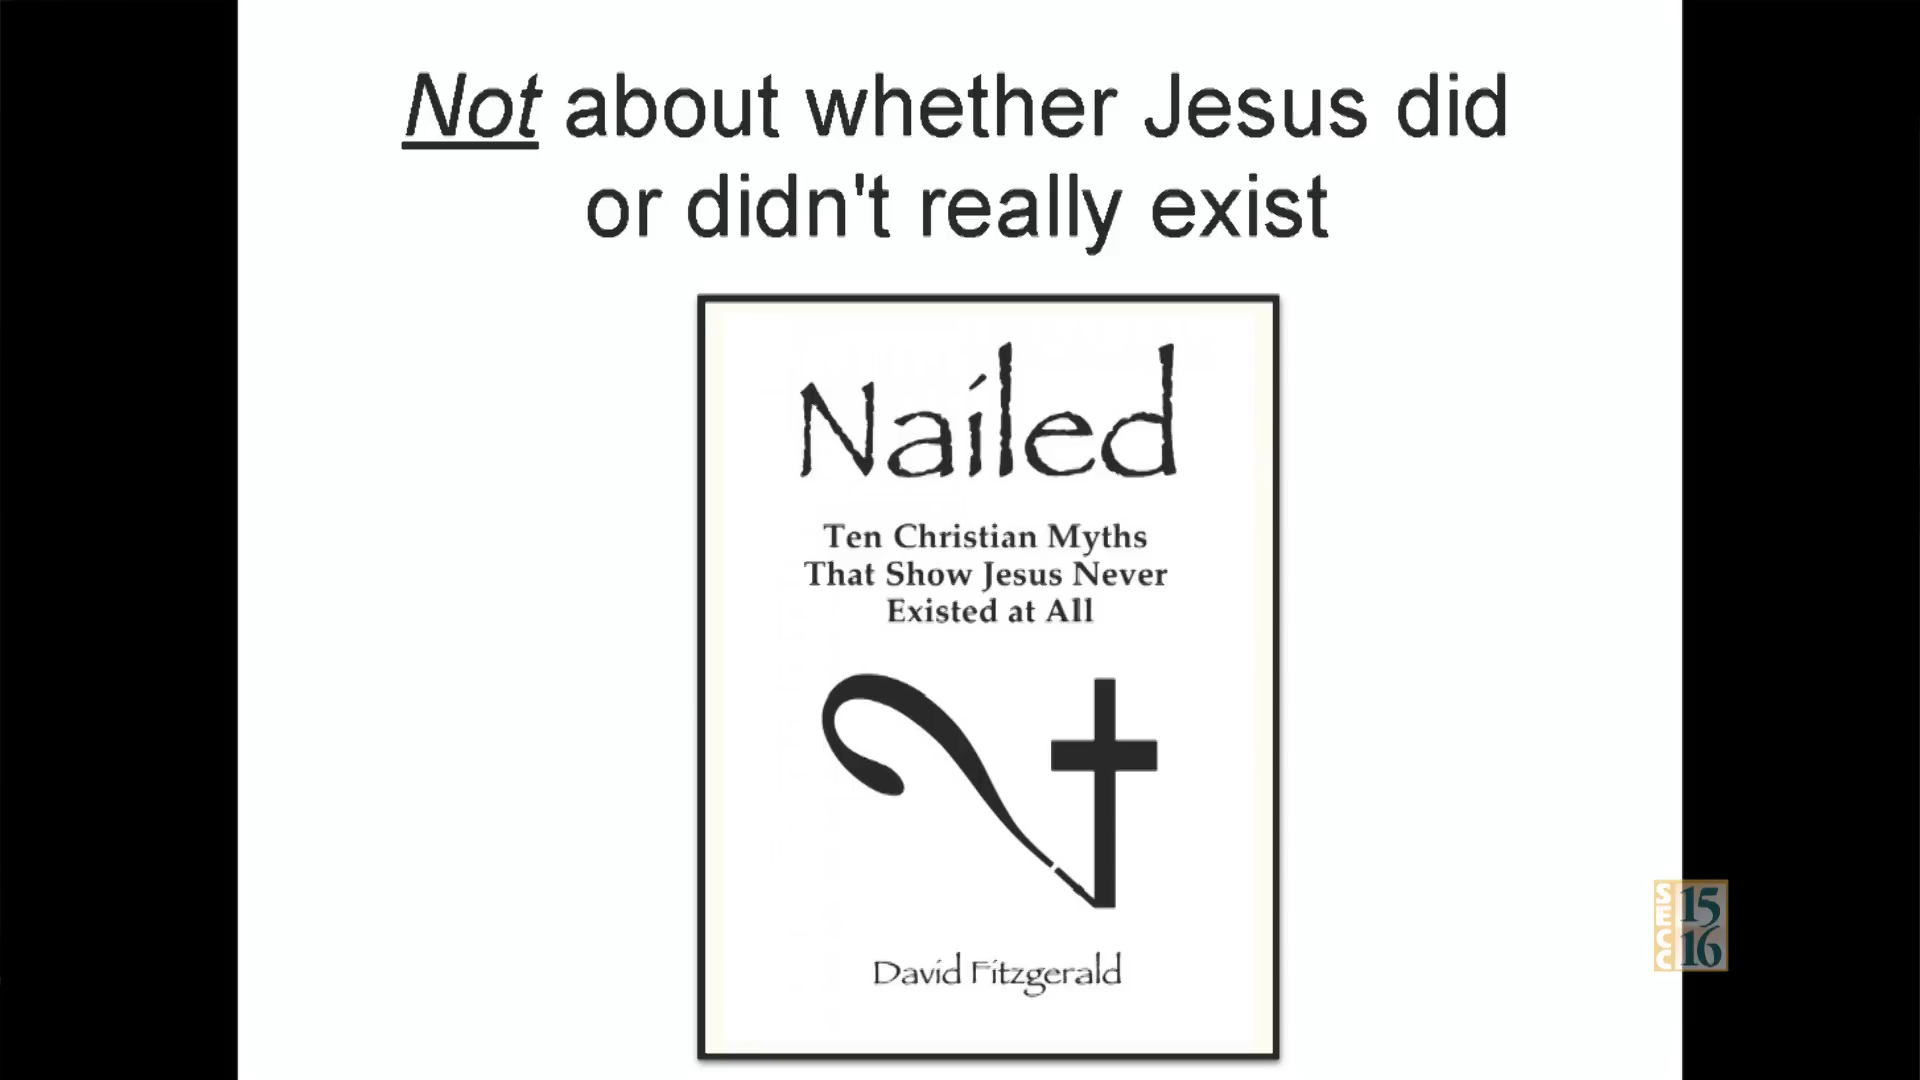 Not about whether Jesus did
or didn't really exist
Nailed
Ten Christian Myths
That Show Jesus Never
Existed at All
David Fitzgerald
SECC
15
16